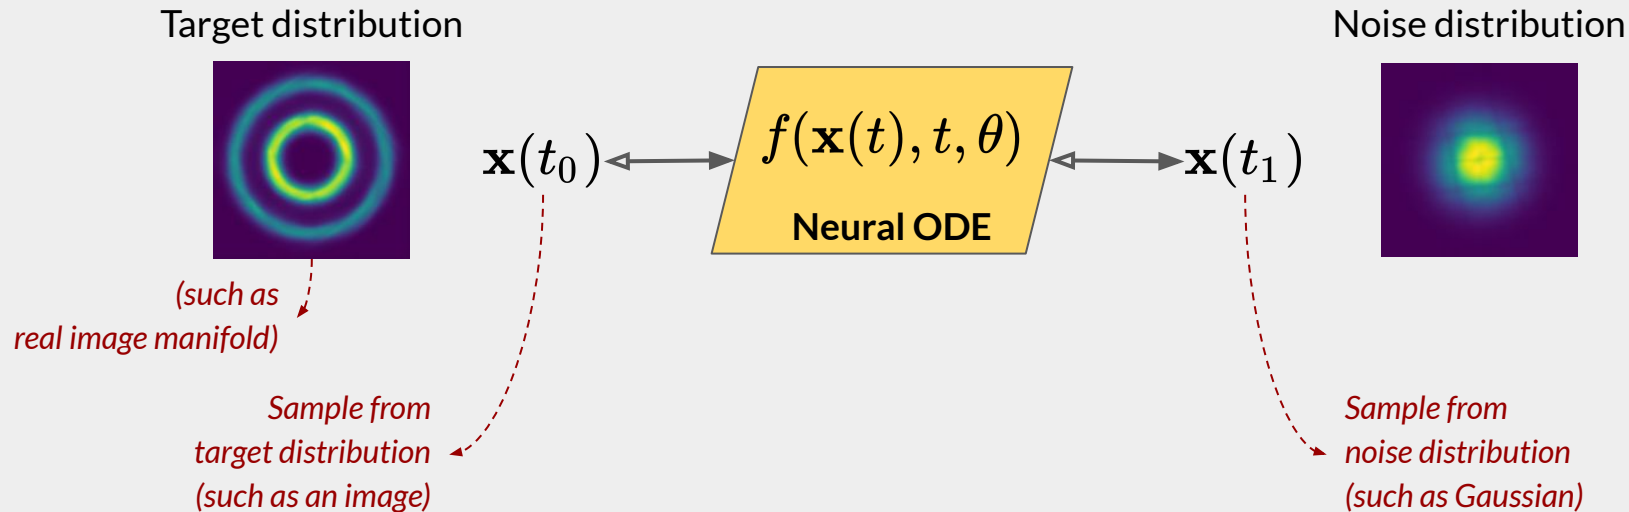 Target distribution
Noise distribution
f(𝐱(t), t, θ)
𝐱(t₀)
𝐱(t₁)
Neural ODE
(such as
real image manifold)
Sample from
target distribution
(such as an image)
Sample from
noise distribution
(such as Gaussian)